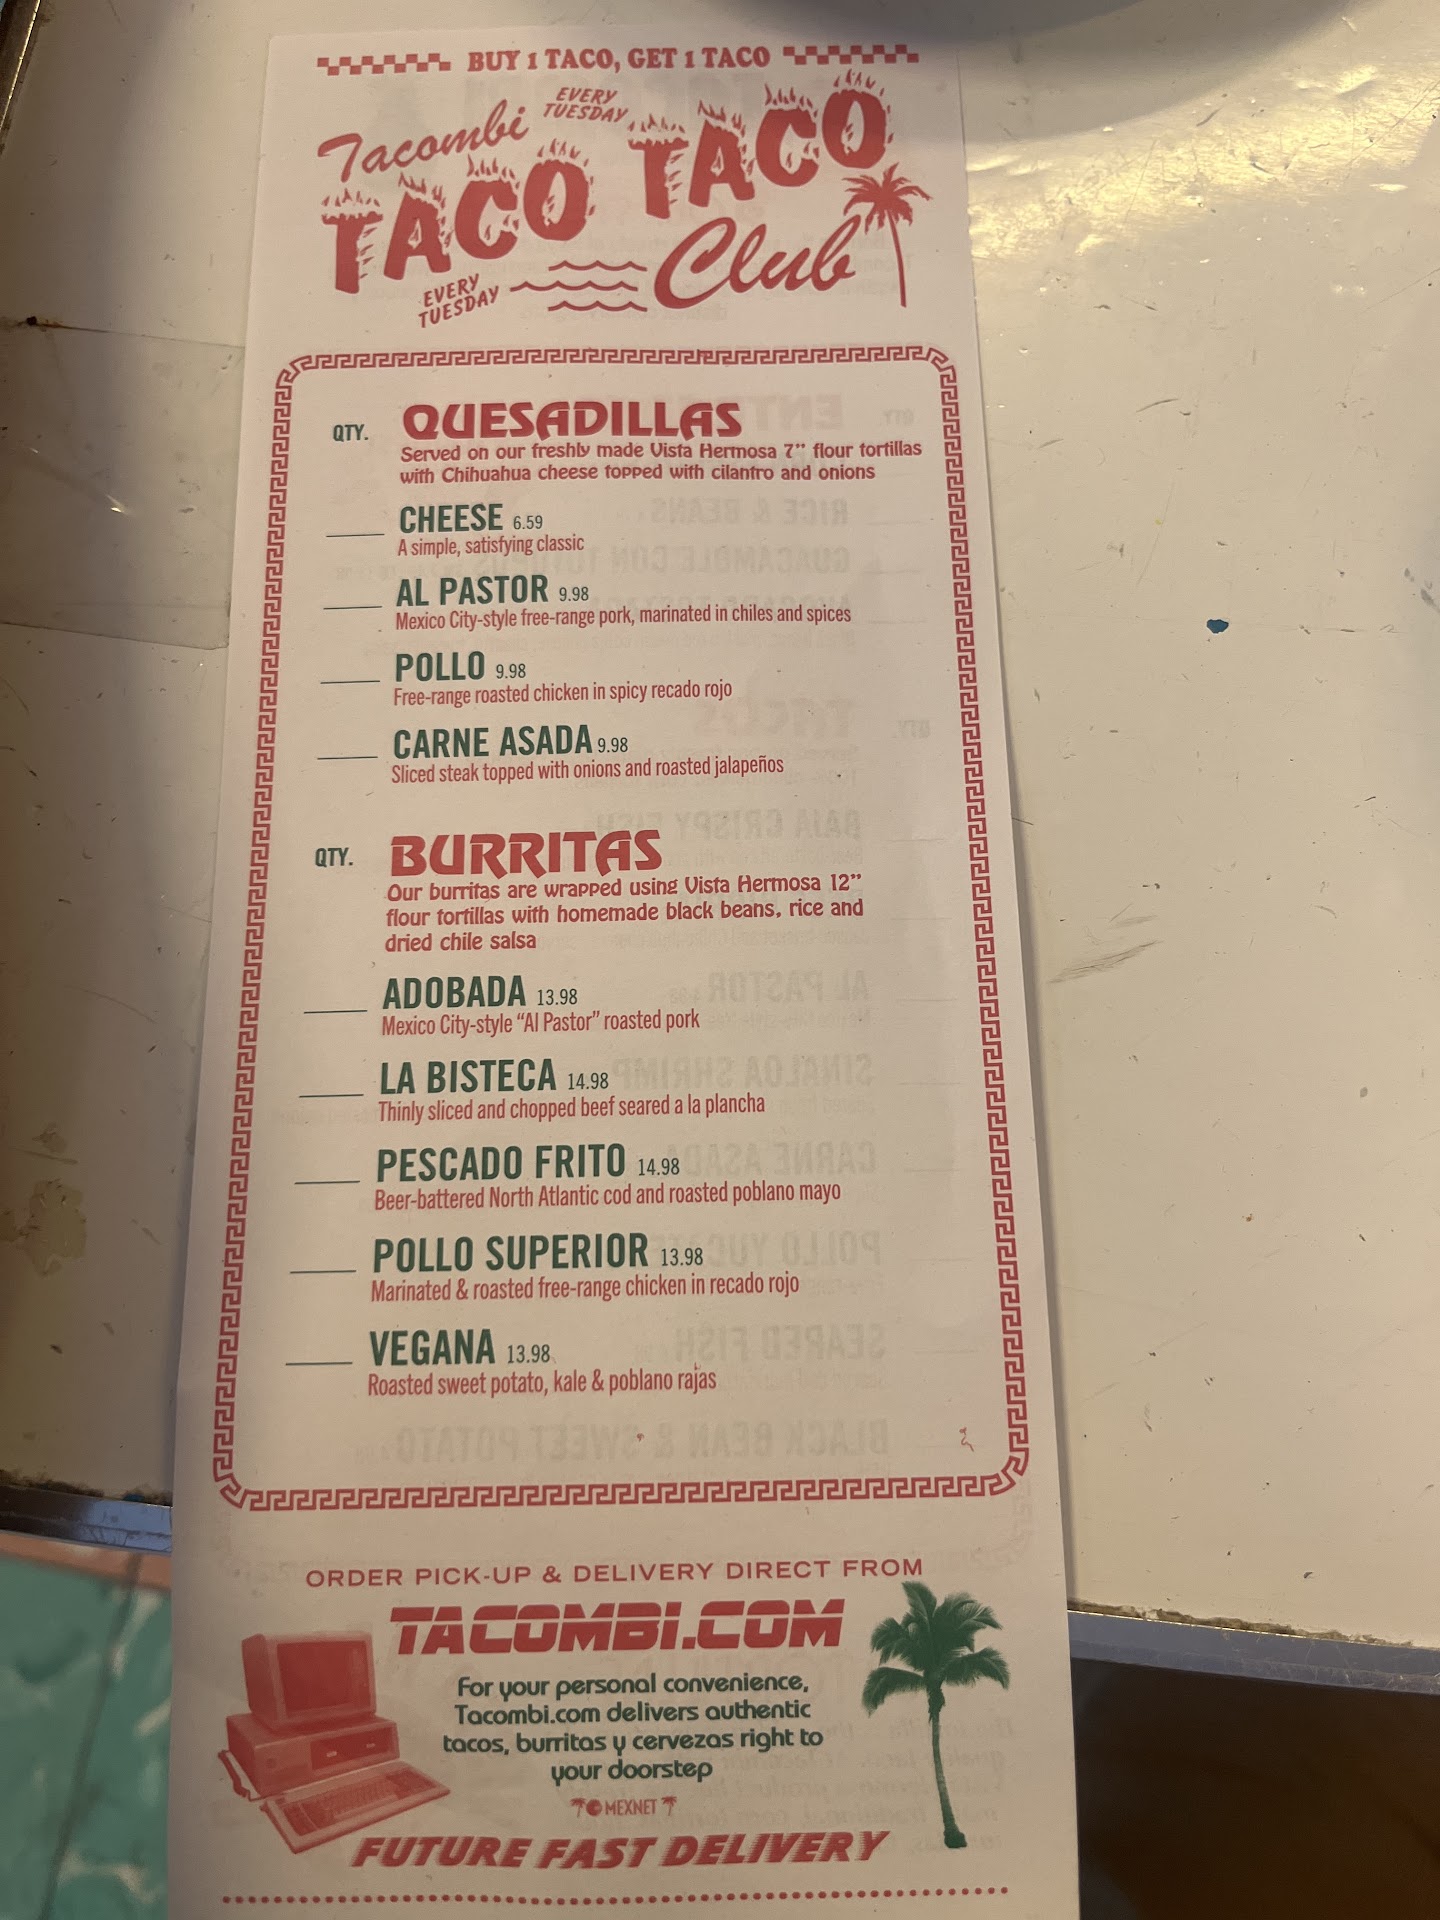 BUY 1 TACO, GET 1 TACO
Tacombi
EVERY
TUESDAY
TACO TACO
EVERY
TUESDAY
Club
QTY. QUESADILLAS
Served on our freshly made Vista Hermosa 7” flour tortillas
with Chihuahua cheese topped with cilantro and onions
CHEESE 6.59
A simple, satisfying classic
AL PASTOR 9.98
Mexico City-style free-range pork, marinated in chiles and spices
POLLO 9.98
Free-range roasted chicken in spicy recado rojo
CARNE ASADA 9.98
Sliced steak topped with onions and roasted jalapeños
QTY. BURRITAS
Our burritas are wrapped using Vista Hermosa 12”
flour tortillas with homemade black beans, rice and
dried chile salsa
ADOBADA 13.98
Mexico City-style “Al Pastor” roasted pork
LA BISTECA 14.98
Thinly sliced and chopped beef seared a la plancha
PESCADO FRITO 14.98
Beer-battered North Atlantic cod and roasted poblano mayo
POLLO SUPERIOR 13.98
Marinated & roasted free-range chicken in recado rojo
VEGANA 13.98
Roasted sweet potato, kale & poblano rajas
ORDER PICK-UP & DELIVERY DIRECT FROM
TACOMBI.COM
For your personal convenience,
Tacombi.com delivers authentic
tacos, burritas y cervezas right to
your doorstep
MEXNET
FUTURE FAST DELIVERY